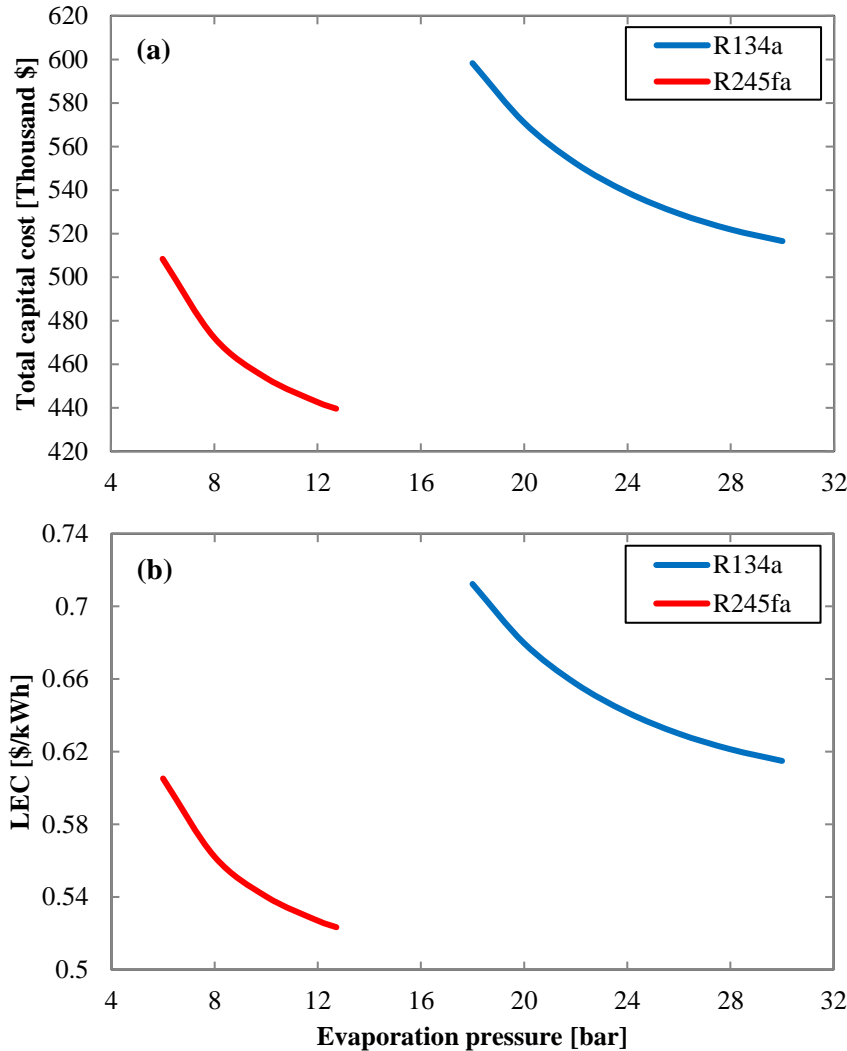 (a)
R134a
R245fa
Total capital cost [Thousand $]
620
600
580
560
540
520
500
480
460
440
420
4 8 12 16 20 24 28 32
(b)
R134a
R245fa
LEC [$/kWh]
0.74
0.7
0.66
0.62
0.58
0.54
0.5
4 8 12 16 20 24 28 32
Evaporation pressure [bar]